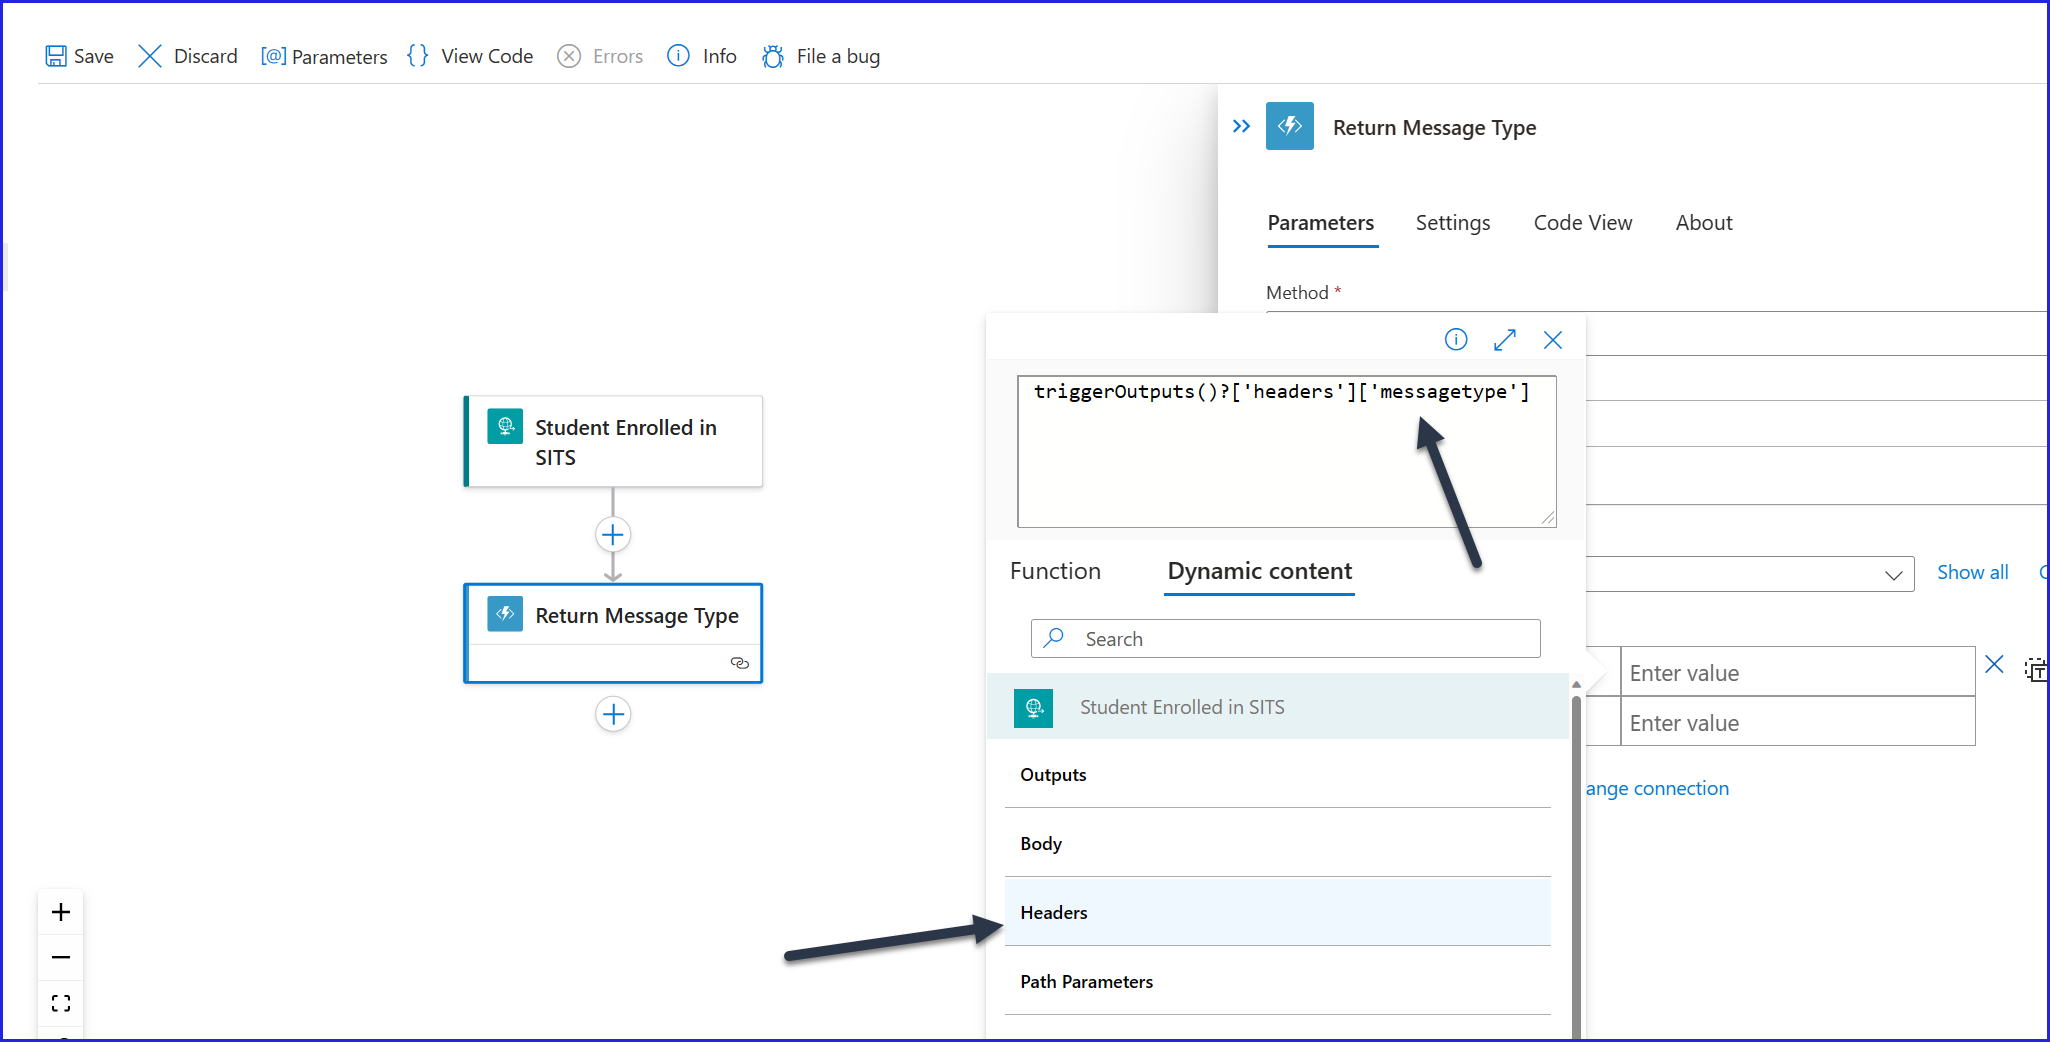 Save
Discard
[@] Parameters
{} View Code
Errors
Info
File a bug
Return Message Type
Parameters
Settings
Code View
About
Method *
triggerOutputs()?['headers']['messagetype']
Student Enrolled in
SITS
Function
Dynamic content
Show all
Return Message Type
Search
Enter value
Student Enrolled in SITS
Enter value
Outputs
ange connection
Body
Headers
Path Parameters